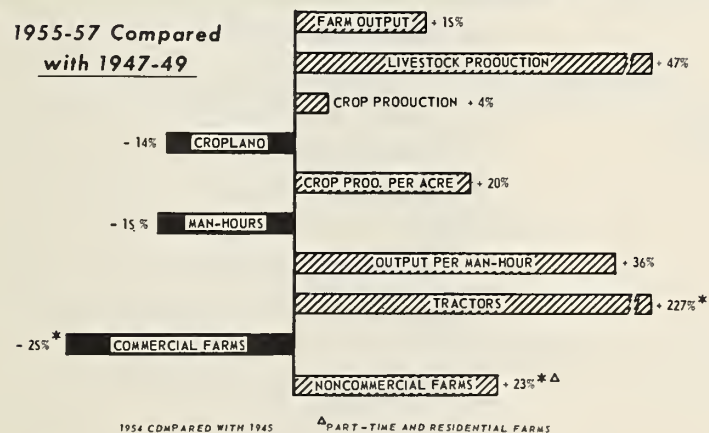 1955-57 Compared
with 1947-49
FARM OUTPUT + 15%
LIVESTOCK PRODUCTION + 47%
CROP PRODUCTION + 4%
- 14% CROPLAND
CROP PROD. PER ACRE + 20%
- 15 % MAN-HOURS
OUTPUT PER MAN-HOUR + 36%
TRACTORS + 227% *
- 25% * COMMERCIAL FARMS
NONCOMMERCIAL FARMS + 23% * Δ
1954 COMPARED WITH 1945 Δ PART-TIME AND RESIDENTIAL FARMS